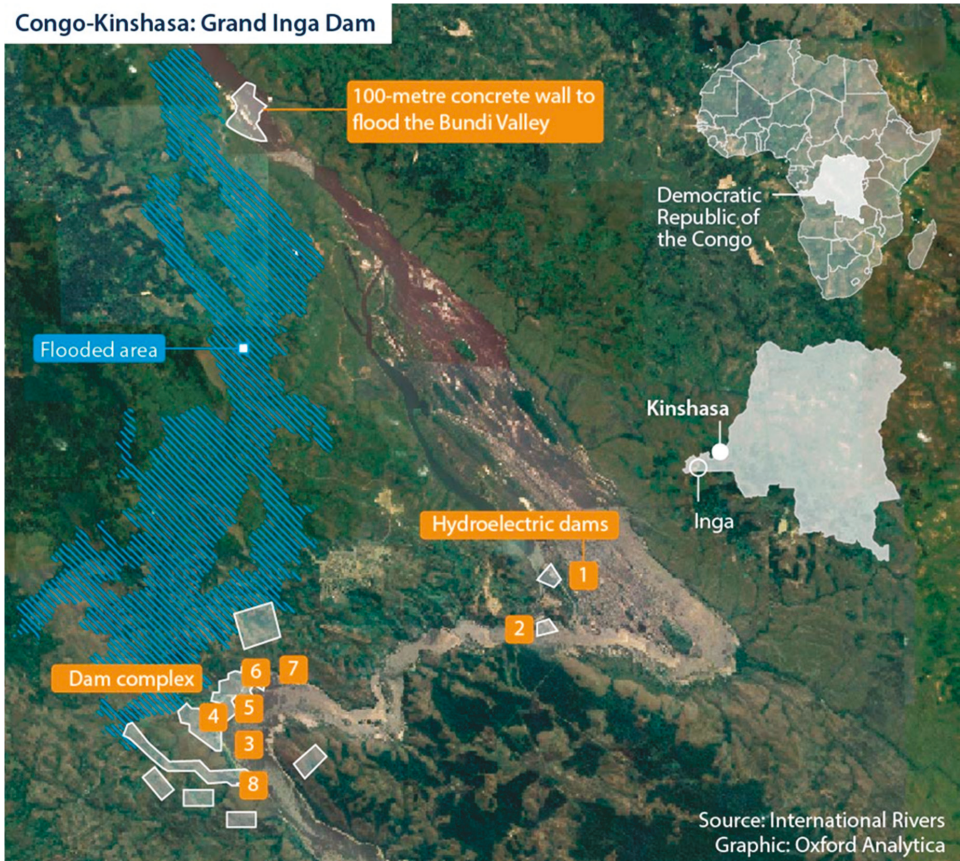 Congo-Kinshasa: Grand Inga Dam
100-metre concrete wall to
flood the Bundi Valley
Democratic
Republic of
the Congo
Flooded area
Kinshasa
Inga
Hydroelectric dams
1
2
Dam complex
6
7
5
4
3
8
Source: International Rivers
Graphic: Oxford Analytica